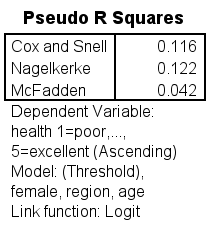 Pseudo R Squares
Cox and Snell 0.116
Nagelkerke 0.122
McFadden 0.042
Dependent Variable:
health 1=poor,...,
5=excellent (Ascending)
Model: (Threshold),
female, region, age
Link function: Logit